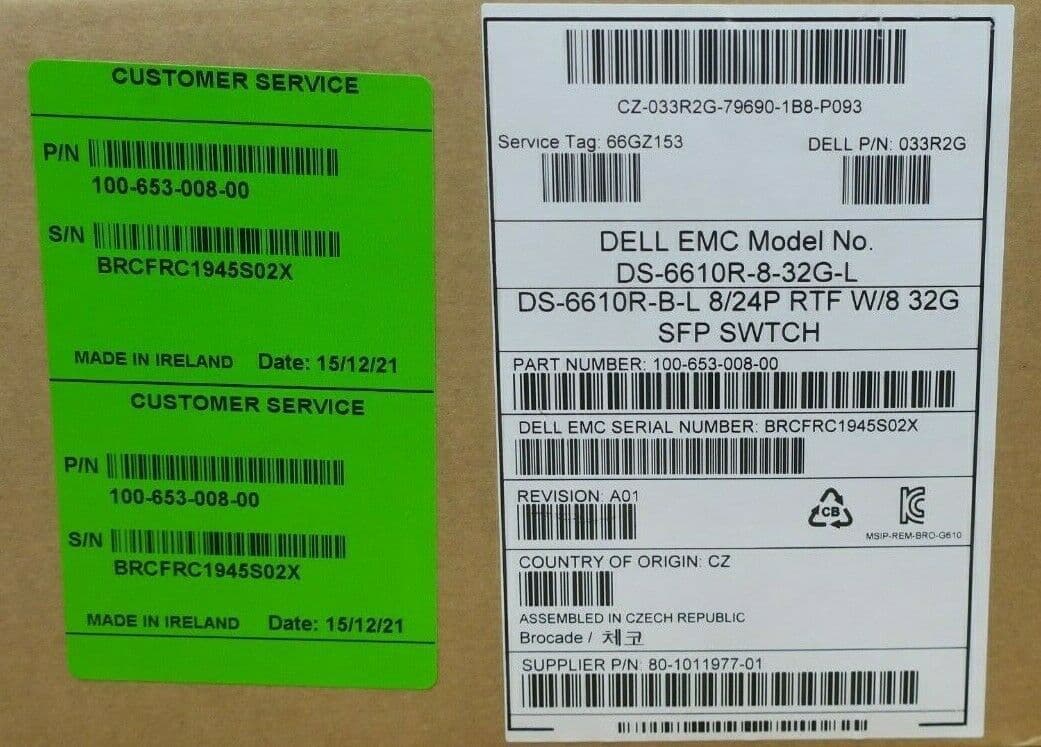 CUSTOMER SERVICE
P/N
100-653-008-00
S/N
BRCFRC1945S02X
MADE IN IRELAND Date: 15/12/21
CUSTOMER SERVICE
P/N
100-653-008-00
S/N
BRCFRC1945S02X
MADE IN IRELAND Date: 15/12/21
CZ-033R2G-79690-1B8-P093
Service Tag: 66GZ153 DELL P/N: 033R2G
DELL EMC Model No.
DS-6610R-8-32G-L
DS-6610R-B-L 8/24P RTF W/8 32G
SFP SWTCH
PART NUMBER: 100-653-008-00
DELL EMC SERIAL NUMBER: BRCFRC1945S02X
REVISION: A01
CB
MSIP-REM-BRO-G610
COUNTRY OF ORIGIN: CZ
ASSEMBLED IN CZECH REPUBLIC
Brocade / 체코
SUPPLIER P/N: 80-1011977-01